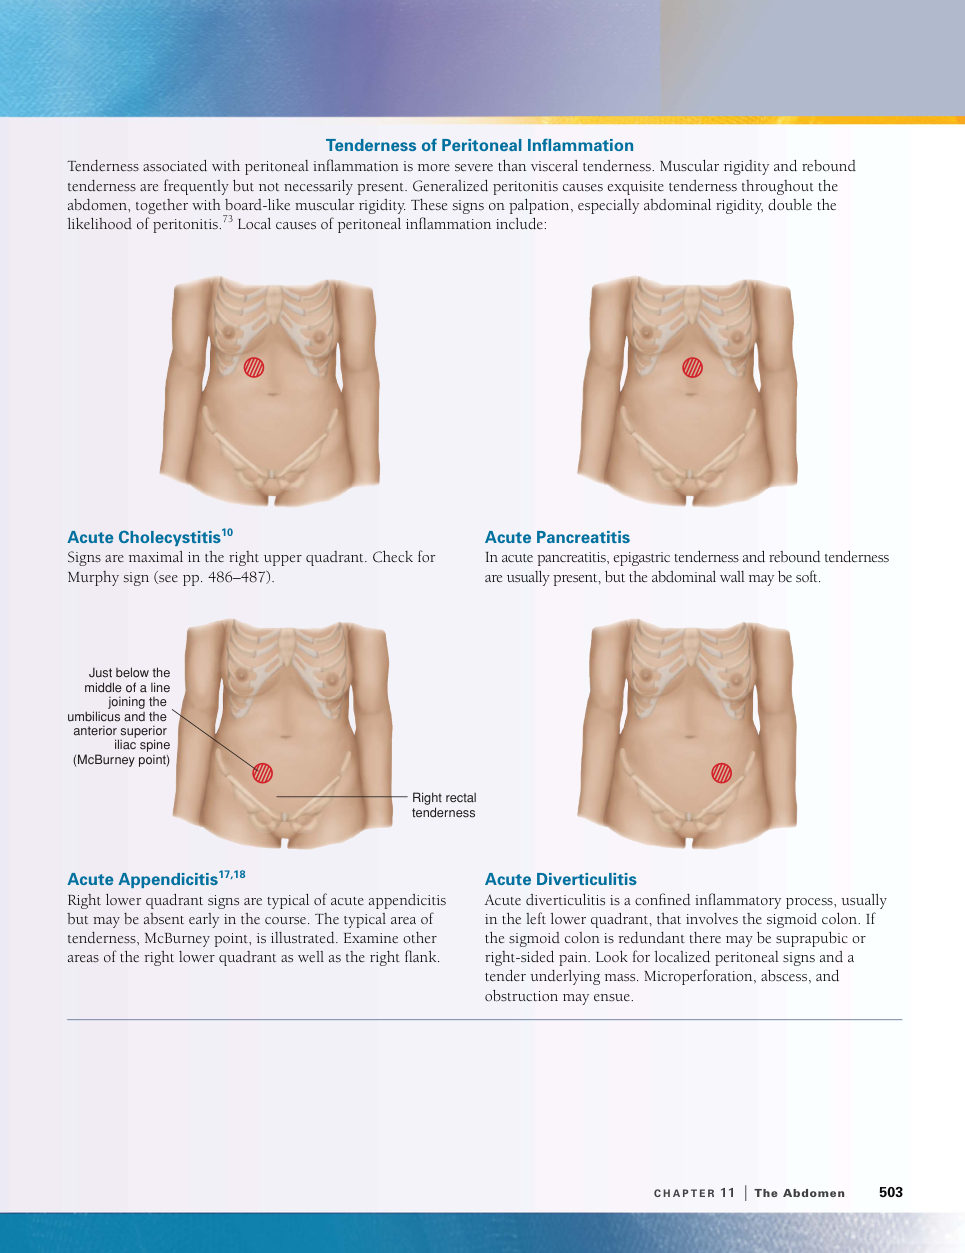 Tenderness of Peritoneal Inflammation
Tenderness associated with peritoneal inflammation is more severe than visceral tenderness. Muscular rigidity and rebound
tenderness are frequently but not necessarily present. Generalized peritonitis causes exquisite tenderness throughout the
abdomen, together with board-like muscular rigidity. These signs on palpation, especially abdominal rigidity, double the
likelihood of peritonitis.73 Local causes of peritoneal inflammation include:
Acute Cholecystitis10
Signs are maximal in the right upper quadrant. Check for
Murphy sign (see pp. 486–487).
Acute Pancreatitis
In acute pancreatitis, epigastric tenderness and rebound tenderness
are usually present, but the abdominal wall may be soft.
Just below the
middle of a line
joining the
umbilicus and the
anterior superior
iliac spine
(McBurney point)
Right rectal
tenderness
Acute Appendicitis17,18
Right lower quadrant signs are typical of acute appendicitis
but may be absent early in the course. The typical area of
tenderness, McBurney point, is illustrated. Examine other
areas of the right lower quadrant as well as the right flank.
Acute Diverticulitis
Acute diverticulitis is a confined inflammatory process, usually
in the left lower quadrant, that involves the sigmoid colon. If
the sigmoid colon is redundant there may be suprapubic or
right-sided pain. Look for localized peritoneal signs and a
tender underlying mass. Microperforation, abscess, and
obstruction may ensue.
CHAPTER 11 | The Abdomen 503